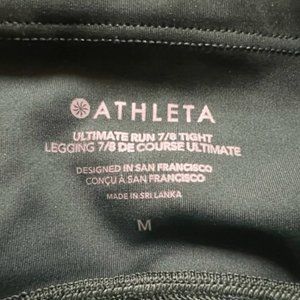 ATHLETA
ULTIMATE RUN 7/8 TIGHT
LEGGING 7/8 DE COURSE ULTIMATE
DESIGNED IN SAN FRANCISCO
CONÇU À SAN FRANCISCO
MADE IN SRI LANKA
M